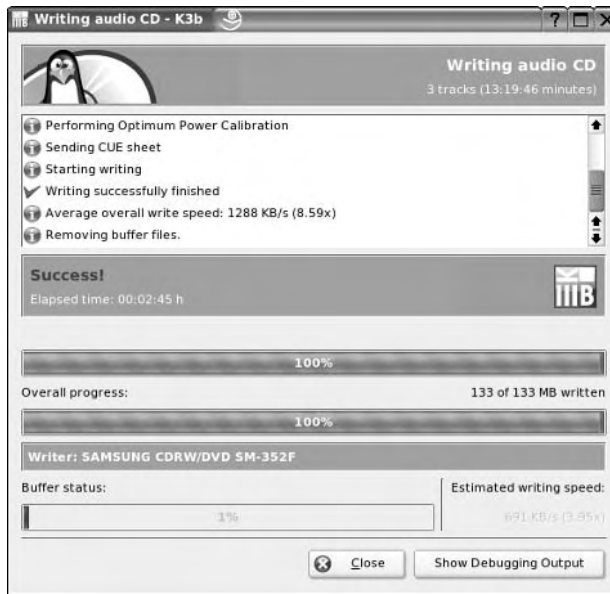 Writing audio CD - K3b
Writing audio CD
3 tracks (13:19:46 minutes)
Performing Optimum Power Calibration
Sending CUE sheet
Starting writing
Writing successfully finished
Average overall write speed: 1288 KB/s (8.59x)
Removing buffer files.
Success!
Elapsed time: 00:02:45 h
100%
Overall progress: 133 of 133 MB written
100%
Writer: SAMSUNG CDRW/DVD SM-352F
Buffer status: Estimated writing speed:
1% 691 KB/s (3.95x)
Close Show Debugging Output